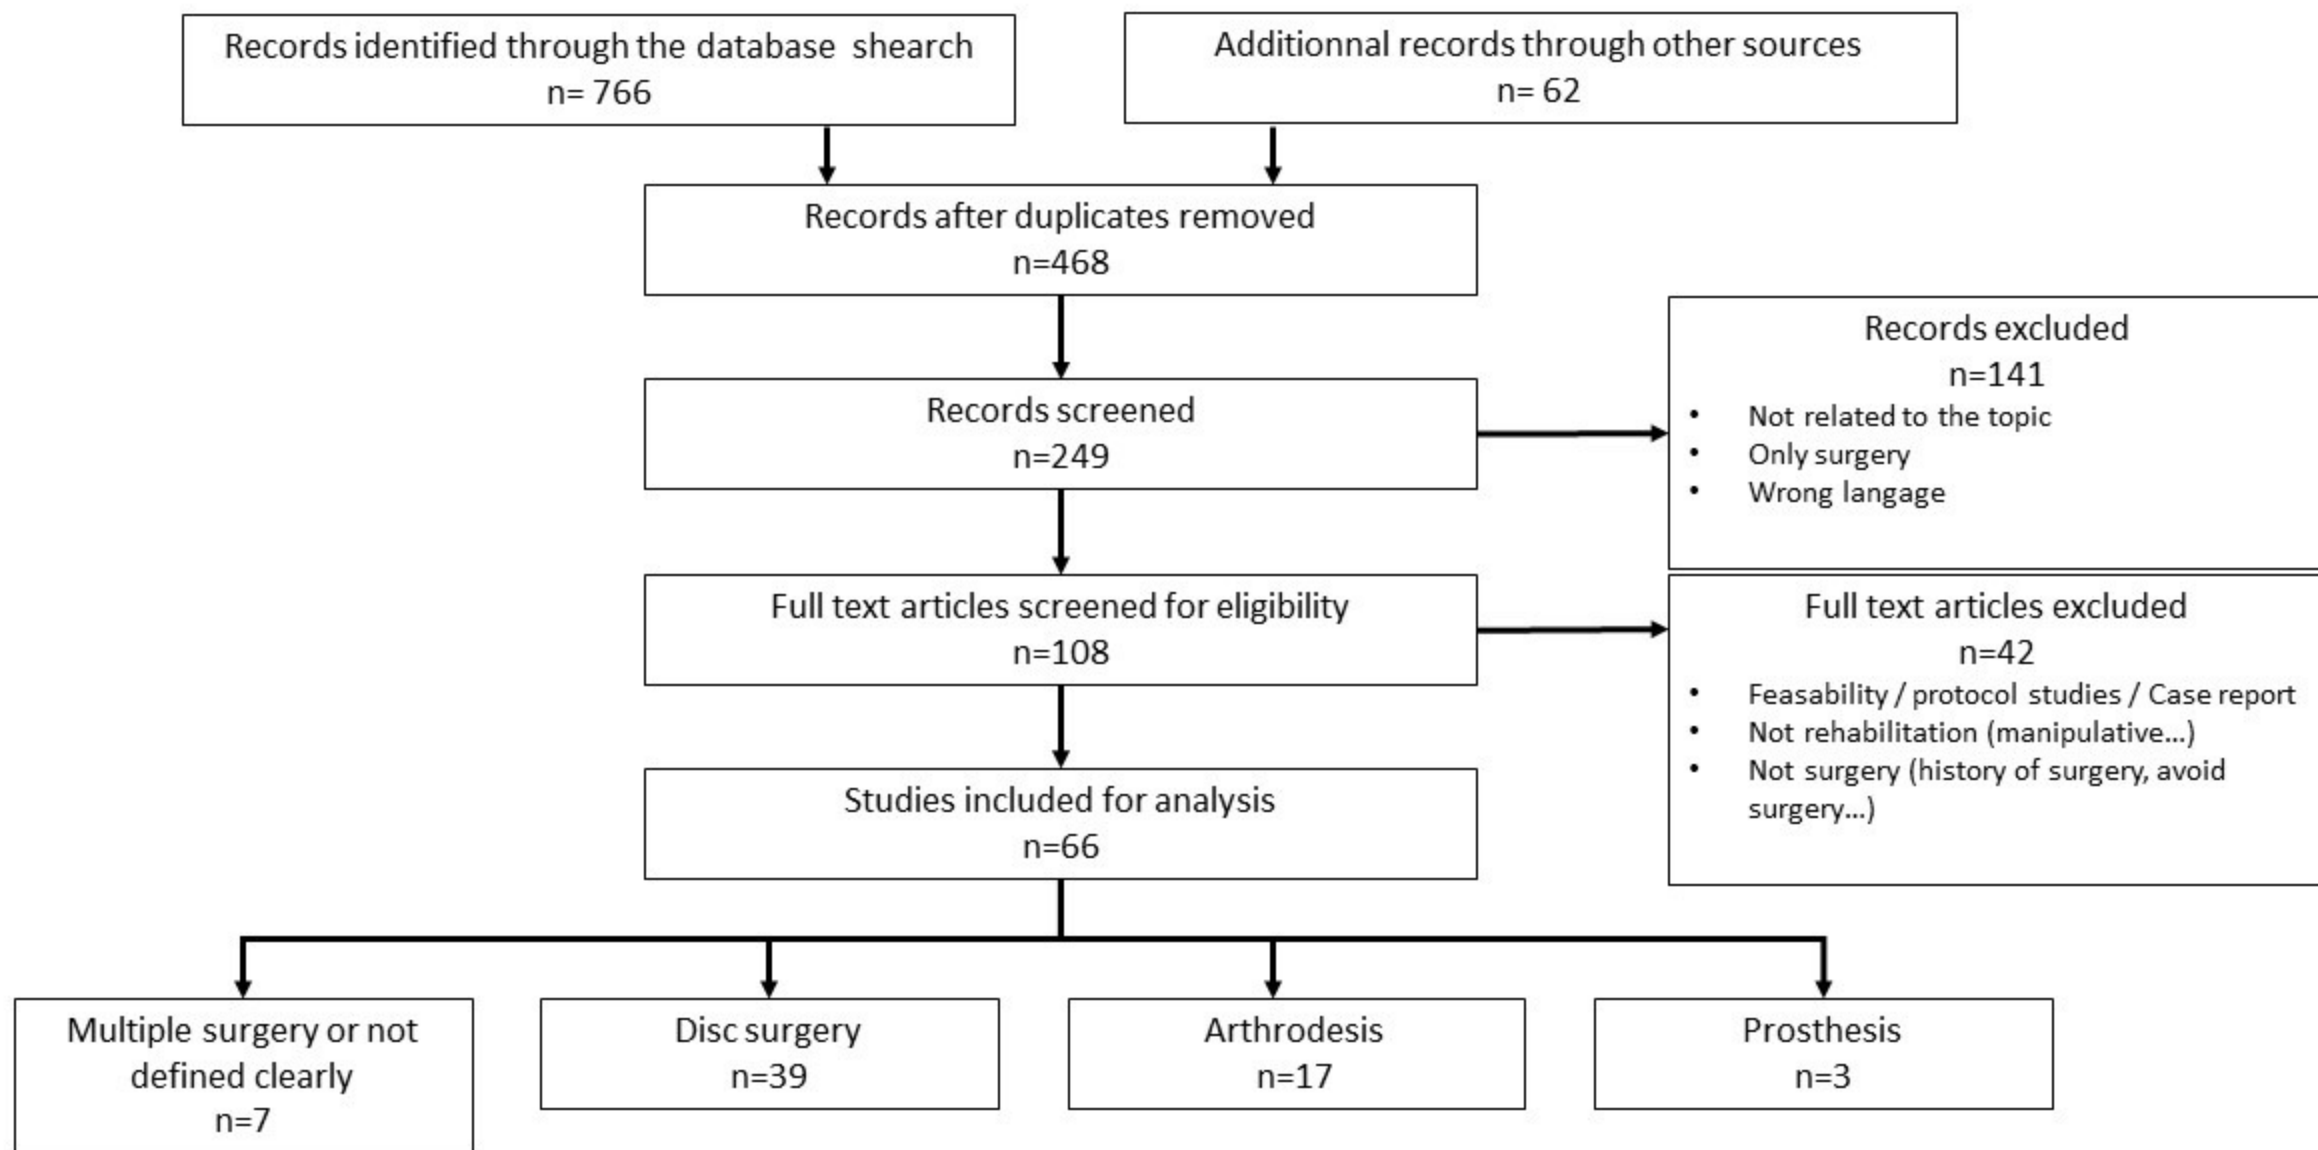 Records identified through the database  shearch
n= 766
Additionnal records through other sources
n= 62
Records after duplicates removed
n=468
Records screened
n=249
Records excluded
n=141
• Not related to the topic
• Only surgery
• Wrong langage
Full text articles screened for eligibility
n=108
Full text articles excluded
n=42
• Feasability / protocol studies / Case report
• Not rehabilitation (manipulative...)
• Not surgery (history of surgery, avoid
surgery...)
Studies included for analysis
n=66
Multiple surgery or not
defined clearly
n=7
Disc surgery
n=39
Arthrodesis
n=17
Prosthesis
n=3